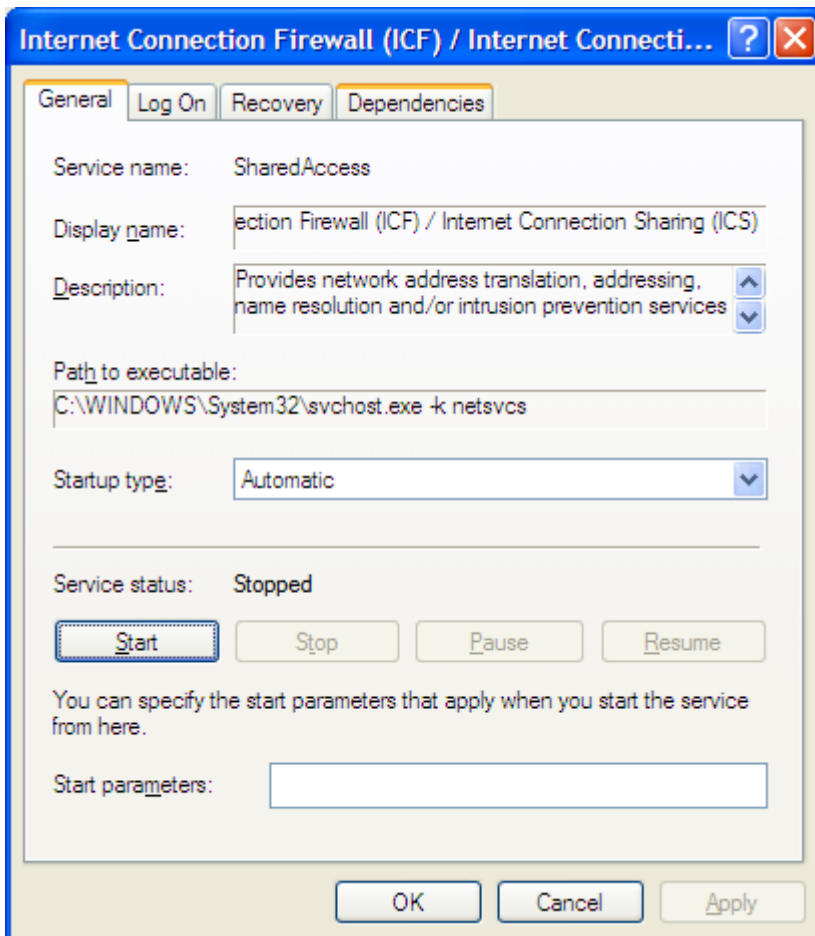 Internet Connection Firewall (ICF) / Internet Connecti...
General Log On Recovery Dependencies
Service name: SharedAccess
Display name: ection Firewall (ICF) / Internet Connection Sharing (ICS)
Description: Provides network address translation, addressing,
name resolution and/or intrusion prevention services
Path to executable:
C:\WINDOWS\System32\svchost.exe -k netsvcs
Startup type: Automatic
Service status: Stopped
Start Stop Pause Resume
You can specify the start parameters that apply when you start the service
from here.
Start parameters:
OK Cancel Apply